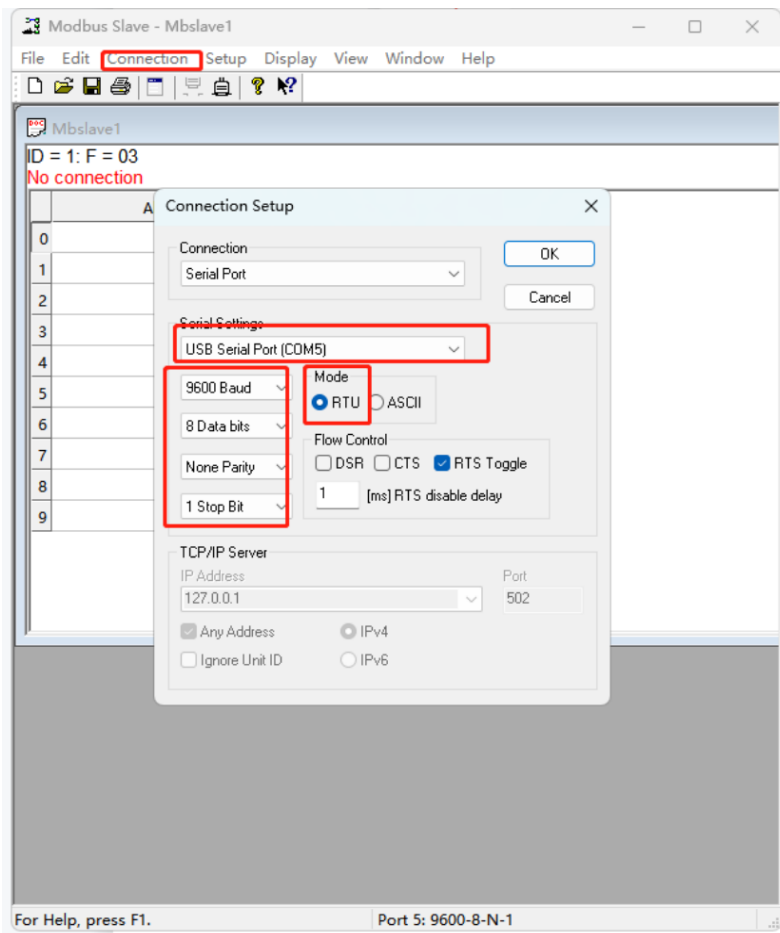 Modbus Slave - Mbslave1
File Edit Connection Setup Display View Window Help
Mbslave1
ID = 1: F = 03
No connection
A
Connection Setup
0
1
2
3
4
5
6
7
8
9
Connection
Serial Port
OK
Cancel
Serial Settings
USB Serial Port (COM5)
9600 Baud
8 Data bits
None Parity
1 Stop Bit
Mode
RTU ASCII
Flow Control
DSR CTS RTS Toggle
1 [ms] RTS disable delay
TCP/IP Server
IP Address Port
127.0.0.1 502
Any Address IPv4
Ignore Unit ID IPv6
For Help, press F1. Port 5: 9600-8-N-1